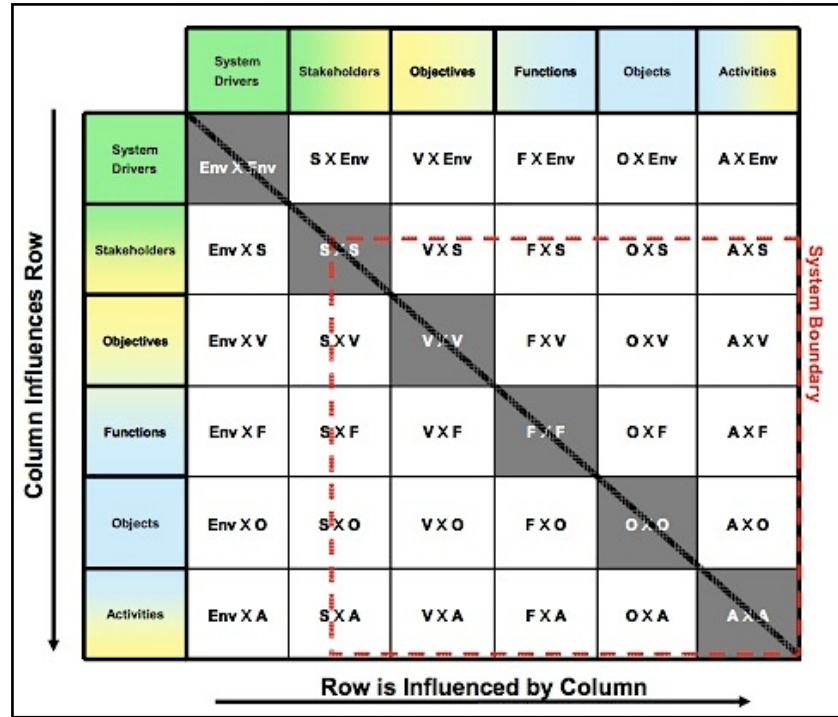 System
Drivers
Stakeholders
Objectives
Functions
Objects
Activities
System
Drivers
Env X Env
S X Env
V X Env
F X Env
O X Env
A X Env
Stakeholders
Env X S
S X S
V X S
F X S
O X S
A X S
Objectives
Env X V
S X V
V X V
F X V
O X V
A X V
Functions
Env X F
S X F
V X F
F X F
O X F
A X F
Objects
Env X O
S X O
V X O
F X O
O X O
A X O
Activities
Env X A
S X A
V X A
F X A
O X A
A X A
Column Influences Row
System Boundary
Row is Influenced by Column